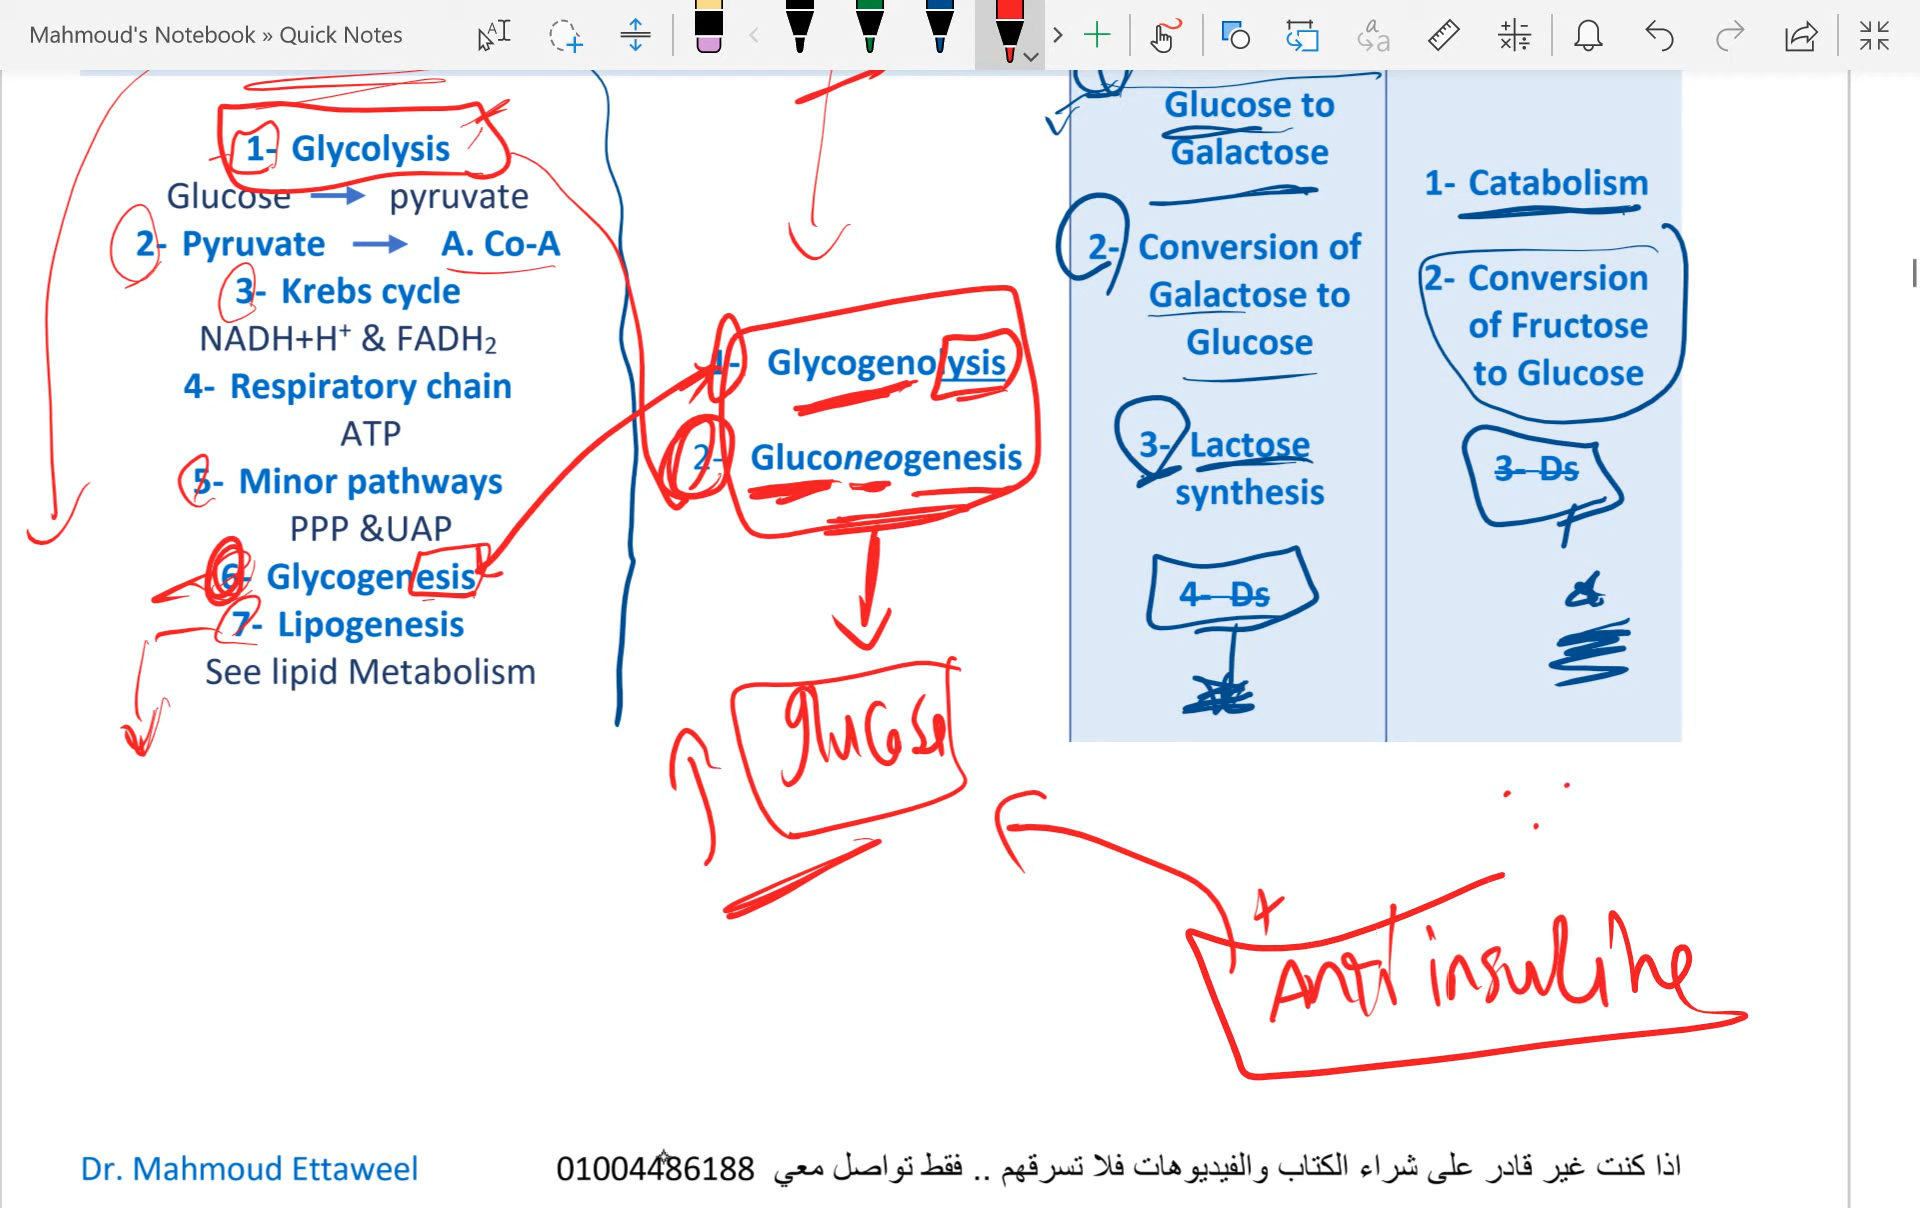 Mahmoud's Notebook » Quick Notes
1- Glycolysis
Glucose → pyruvate
2- Pyruvate → A. Co-A
3- Krebs cycle
NADH+H⁺ & FADH₂
4- Respiratory chain
ATP
5- Minor pathways
PPP &UAP
6- Glycogenesis
7- Lipogenesis
See lipid Metabolism
1- Glycogenolysis
2- Gluconeogenesis
glucose
Glucose to
Galactose
2- Conversion of
Galactose to
Glucose
3- Lactose
synthesis
4- Ds
1- Catabolism
2- Conversion
of Fructose
to Glucose
3- Ds
+
Anti insuline
Dr. Mahmoud Ettaweel
اذا كنت غير قادر على شراء الكتاب والفيديوهات فلا تسرقهم .. فقط تواصل معي 01004486188